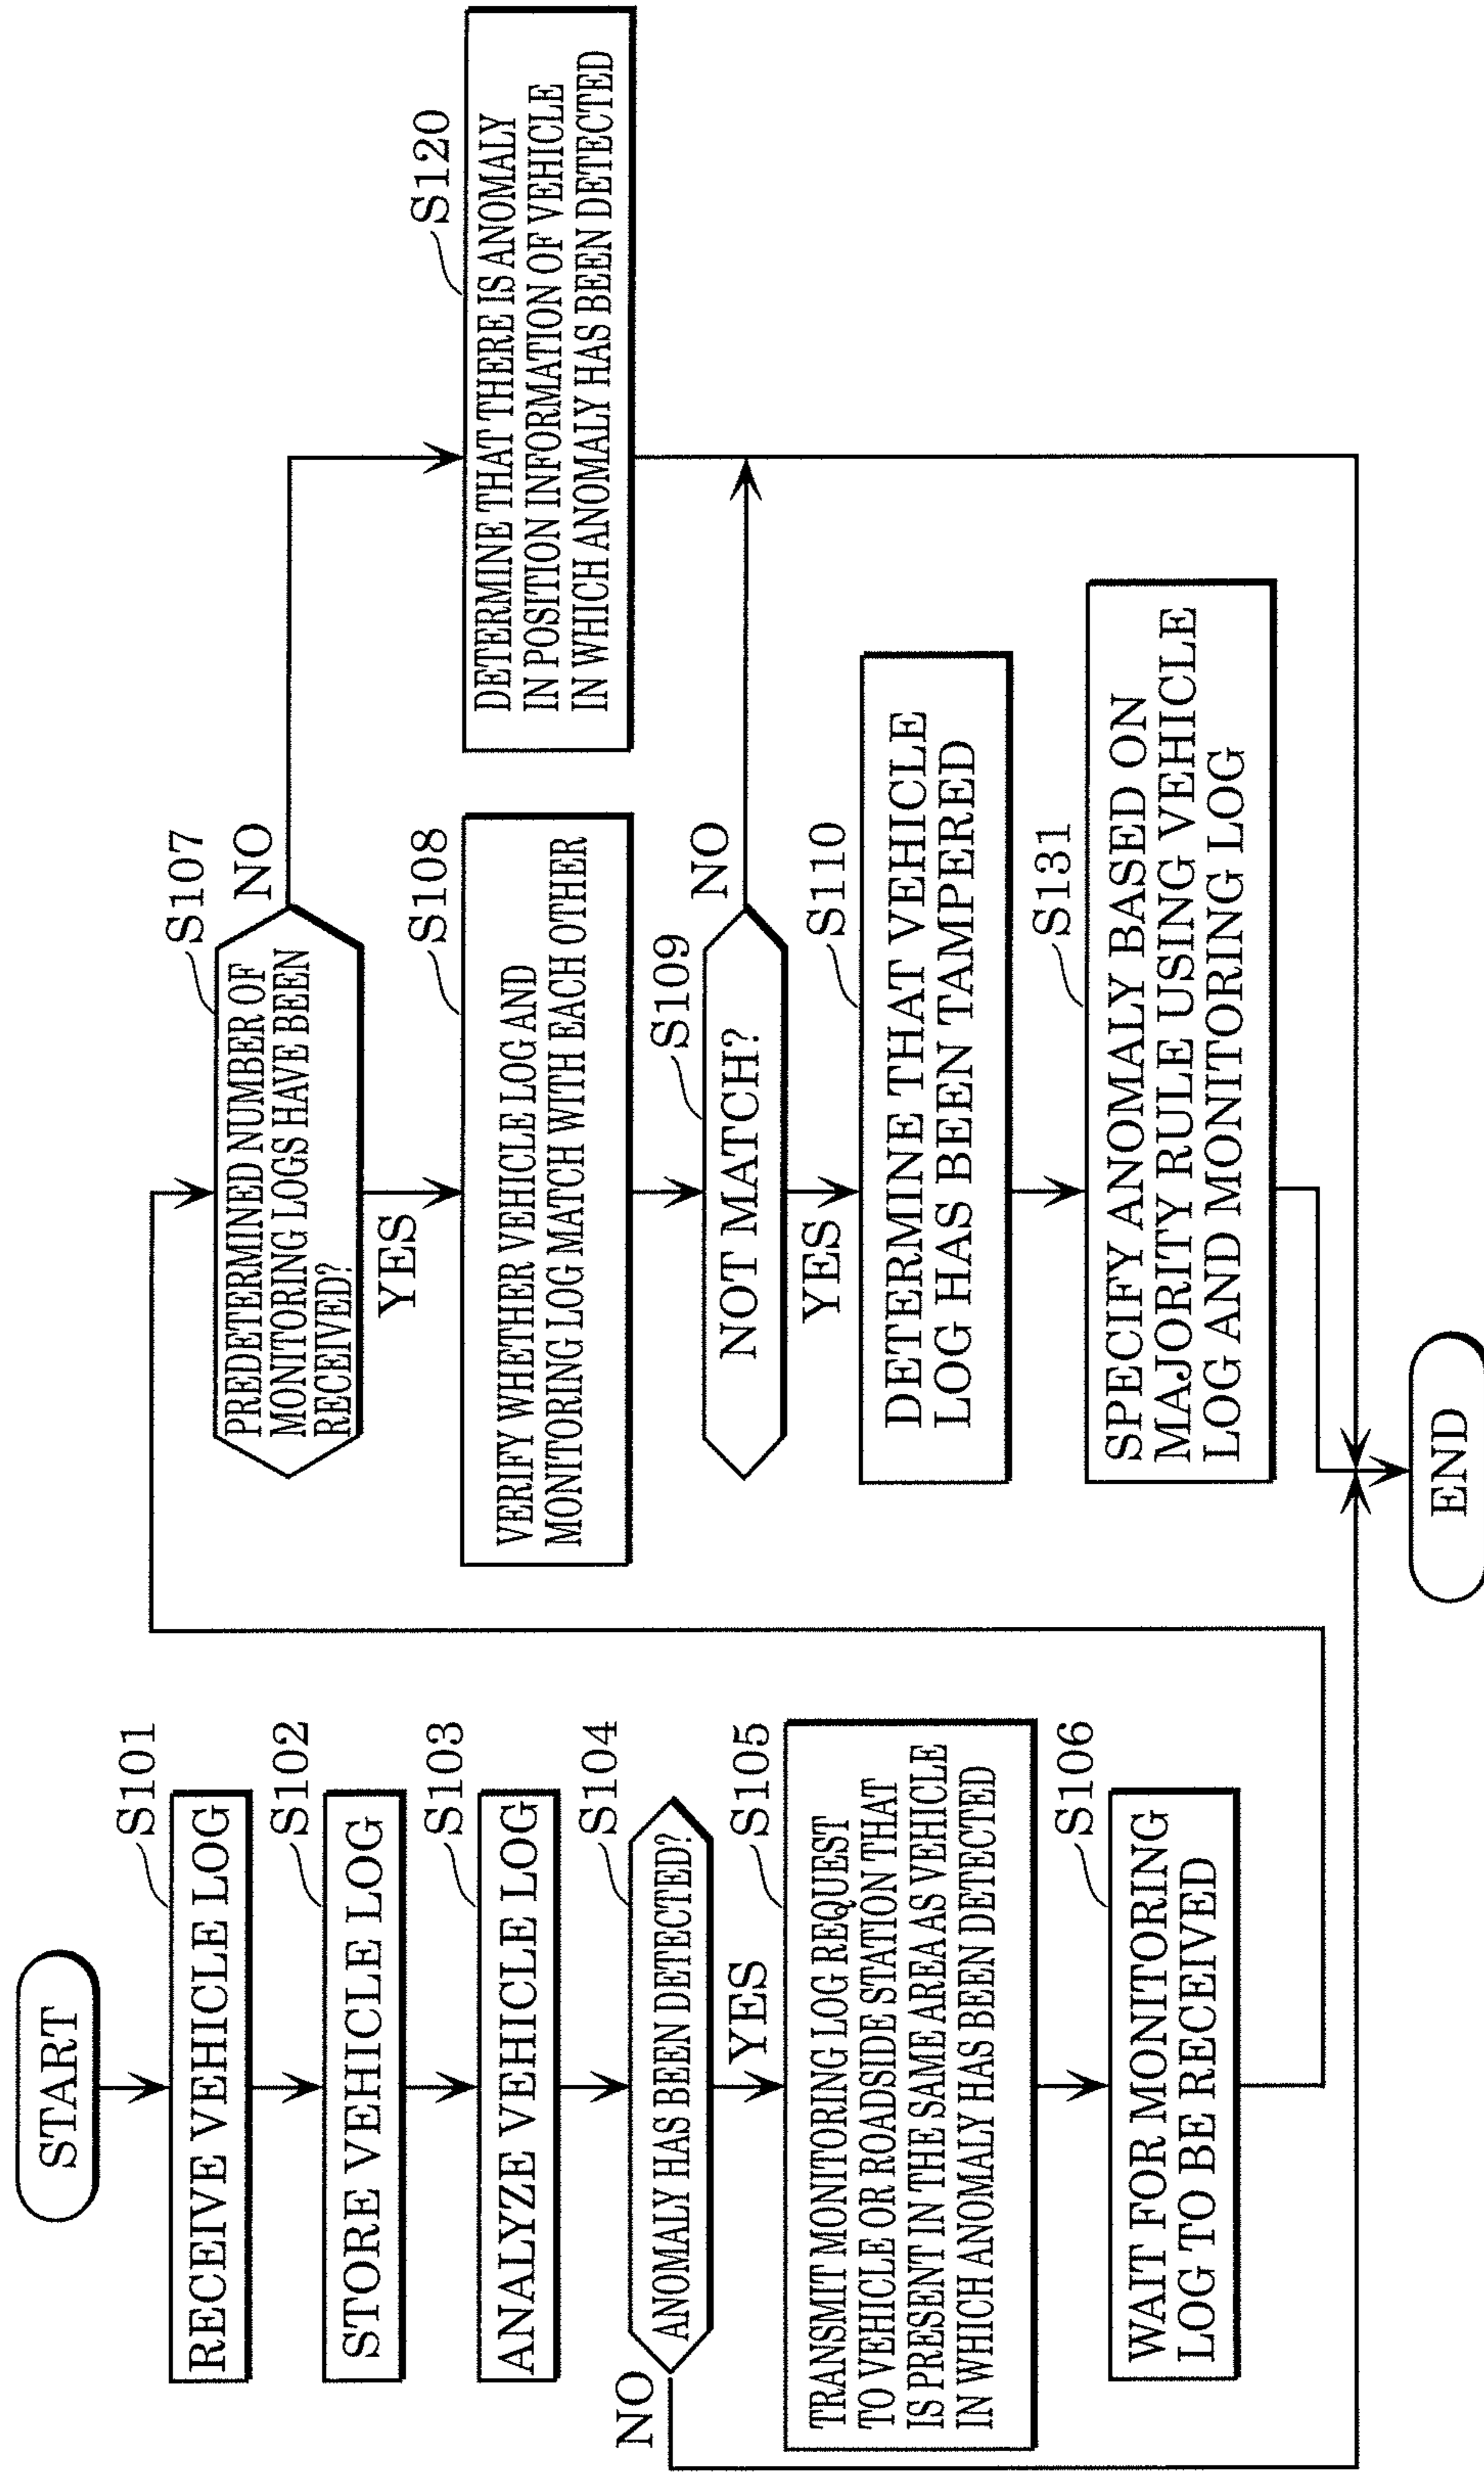 START
S101
RECEIVE VEHICLE LOG
S102
STORE VEHICLE LOG
S103
ANALYZE VEHICLE LOG
S104
ANOMALY HAS BEEN DETECTED?
NO
YES
S105
TRANSMIT MONITORING LOG REQUEST
TO VEHICLE OR ROADSIDE STATION THAT
IS PRESENT IN THE SAME AREA AS VEHICLE
IN WHICH ANOMALY HAS BEEN DETECTED
S106
WAIT FOR MONITORING
LOG TO BE RECEIVED
S107
PREDETERMINED NUMBER OF
MONITORING LOGS HAVE BEEN
RECEIVED?
NO
YES
S108
VERIFY WHETHER VEHICLE LOG AND
MONITORING LOG MATCH WITH EACH OTHER
S109
NOT MATCH?
NO
YES
S110
DETERMINE THAT VEHICLE
LOG HAS BEEN TAMPERED
S131
SPECIFY ANOMALY BASED ON
MAJORITY RULE USING VEHICLE
LOG AND MONITORING LOG
S120
DETERMINE THAT THERE IS ANOMALY
IN POSITION INFORMATION OF VEHICLE
IN WHICH ANOMALY HAS BEEN DETECTED
END